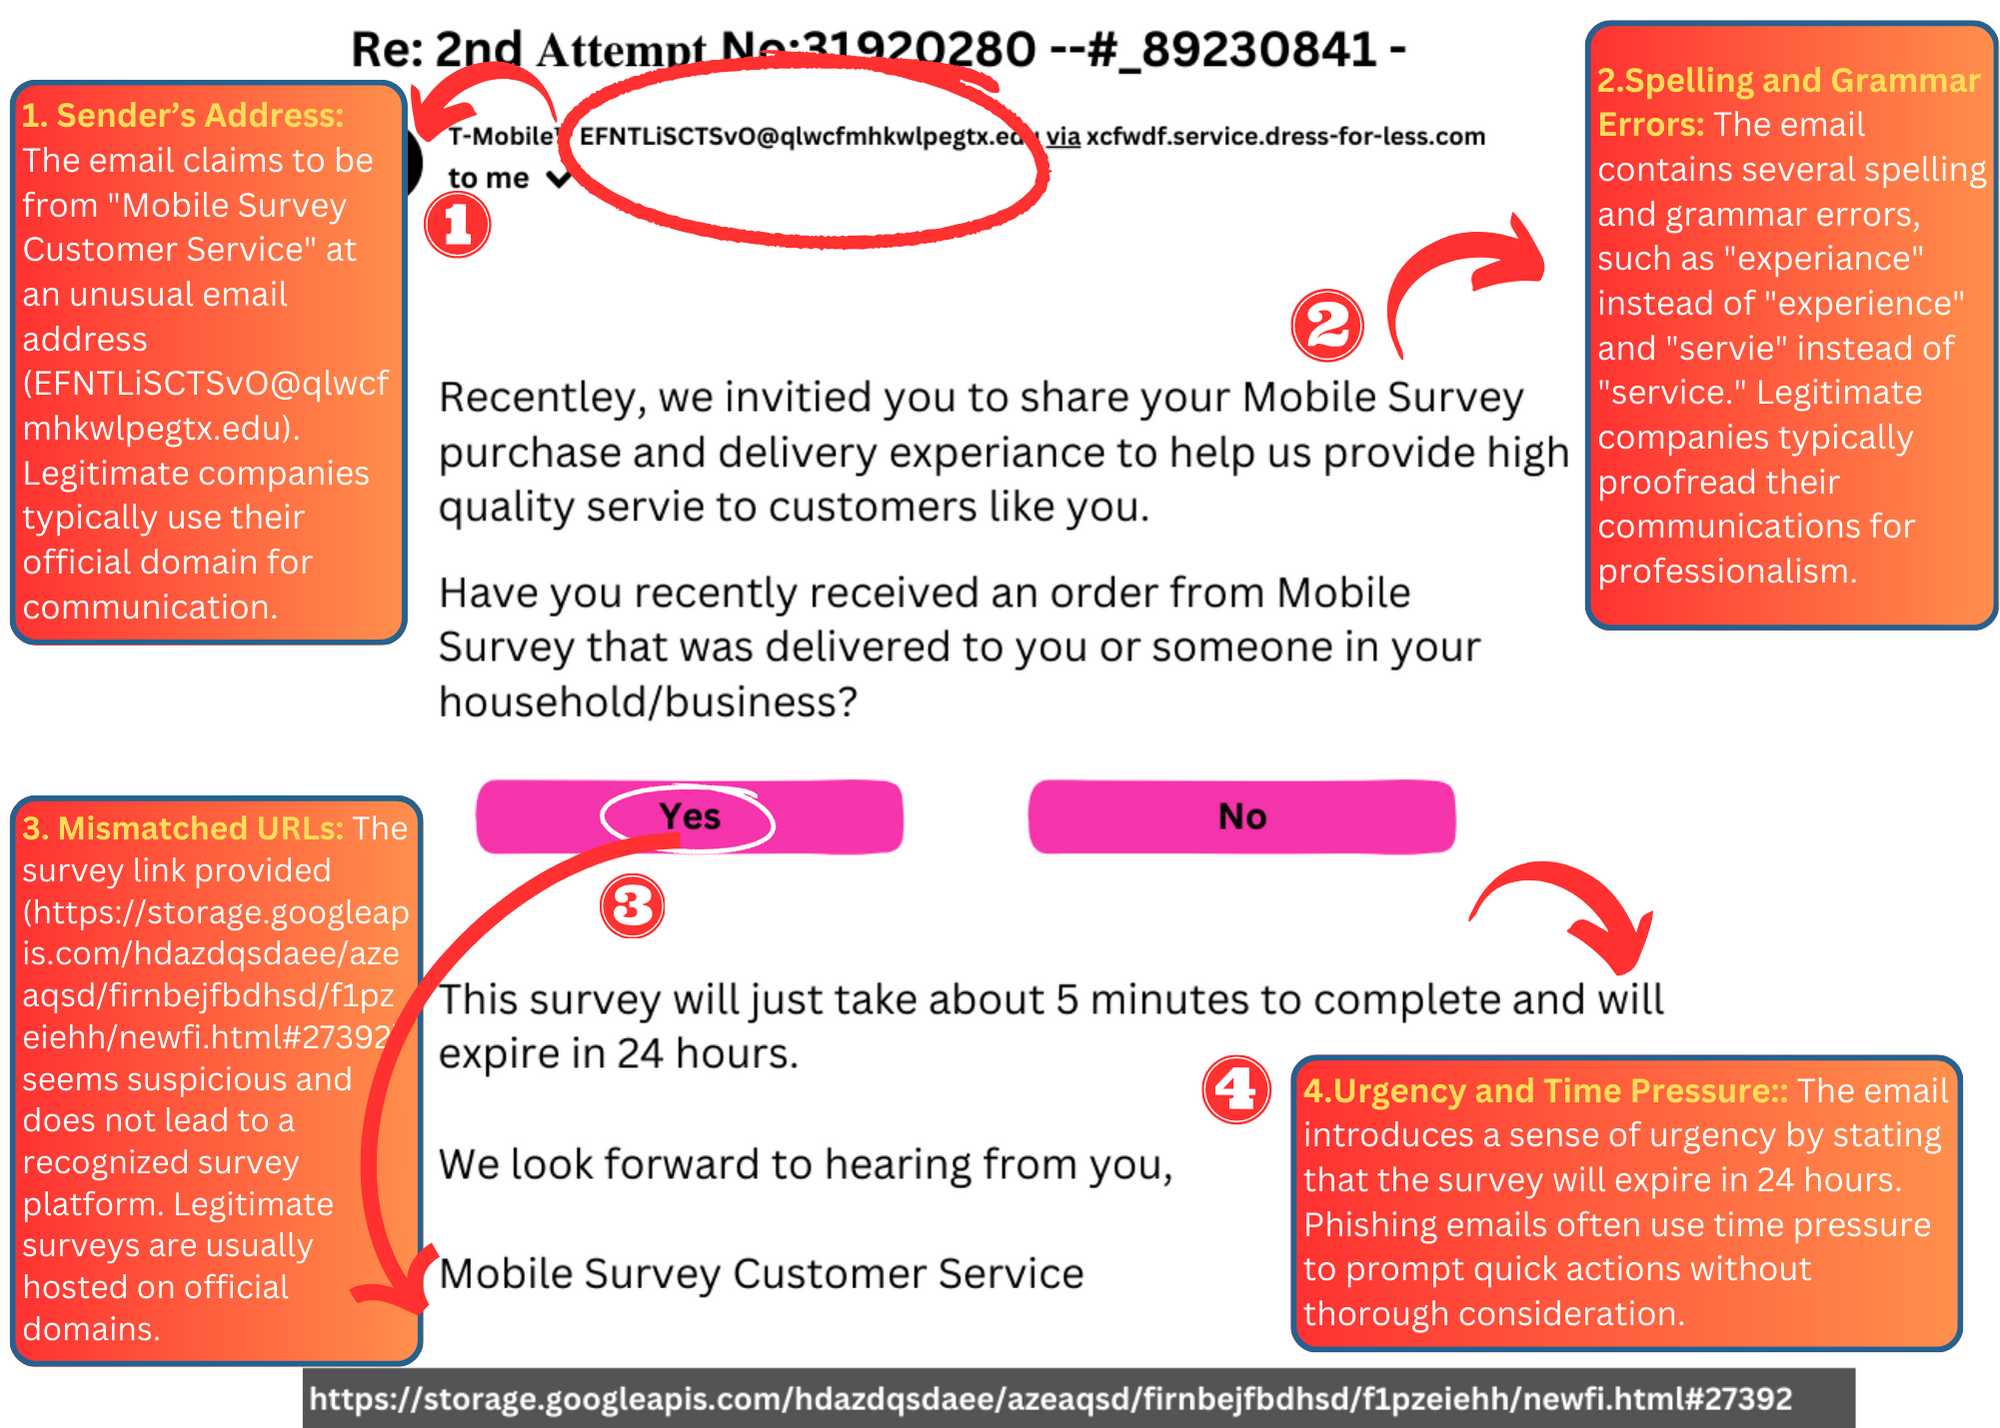 Re: 2nd Attempt No:31920280 --#_89230841 -
T-Mobile™ EFNTLiSCTSvO@qlwcfmhkwlpegtx.edu via xcfwdf.service.dress-for-less.com
to me
1. Sender's Address:
The email claims to be
from "Mobile Survey
Customer Service" at
an unusual email
address
(EFNTLiSCTSvO@qlwcf
mhkwlpegtx.edu).
Legitimate companies
typically use their
official domain for
communication.
1
2.Spelling and Grammar
Errors: The email
contains several spelling
and grammar errors,
such as "experiance"
instead of "experience"
and "servie" instead of
"service." Legitimate
companies typically
proofread their
communications for
professionalism.
2
Recentley, we invitied you to share your Mobile Survey
purchase and delivery experiance to help us provide high
quality servie to customers like you.
Have you recently received an order from Mobile
Survey that was delivered to you or someone in your
household/business?
Yes
No
3
3. Mismatched URLs: The
survey link provided
(https://storage.googleap
is.com/hdazdqsdaee/aze
aqsd/firnbejfbdhsd/f1pz
eiehh/newfi.html#27392)
seems suspicious and
does not lead to a
recognized survey
platform. Legitimate
surveys are usually
hosted on official
domains.
This survey will just take about 5 minutes to complete and will
expire in 24 hours.
4
4.Urgency and Time Pressure:: The email
introduces a sense of urgency by stating
that the survey will expire in 24 hours.
Phishing emails often use time pressure
to prompt quick actions without
thorough consideration.
We look forward to hearing from you,
Mobile Survey Customer Service
https://storage.googleapis.com/hdazdqsdaee/azeaqsd/firnbejfbdhsd/f1pzeiehh/newfi.html#27392